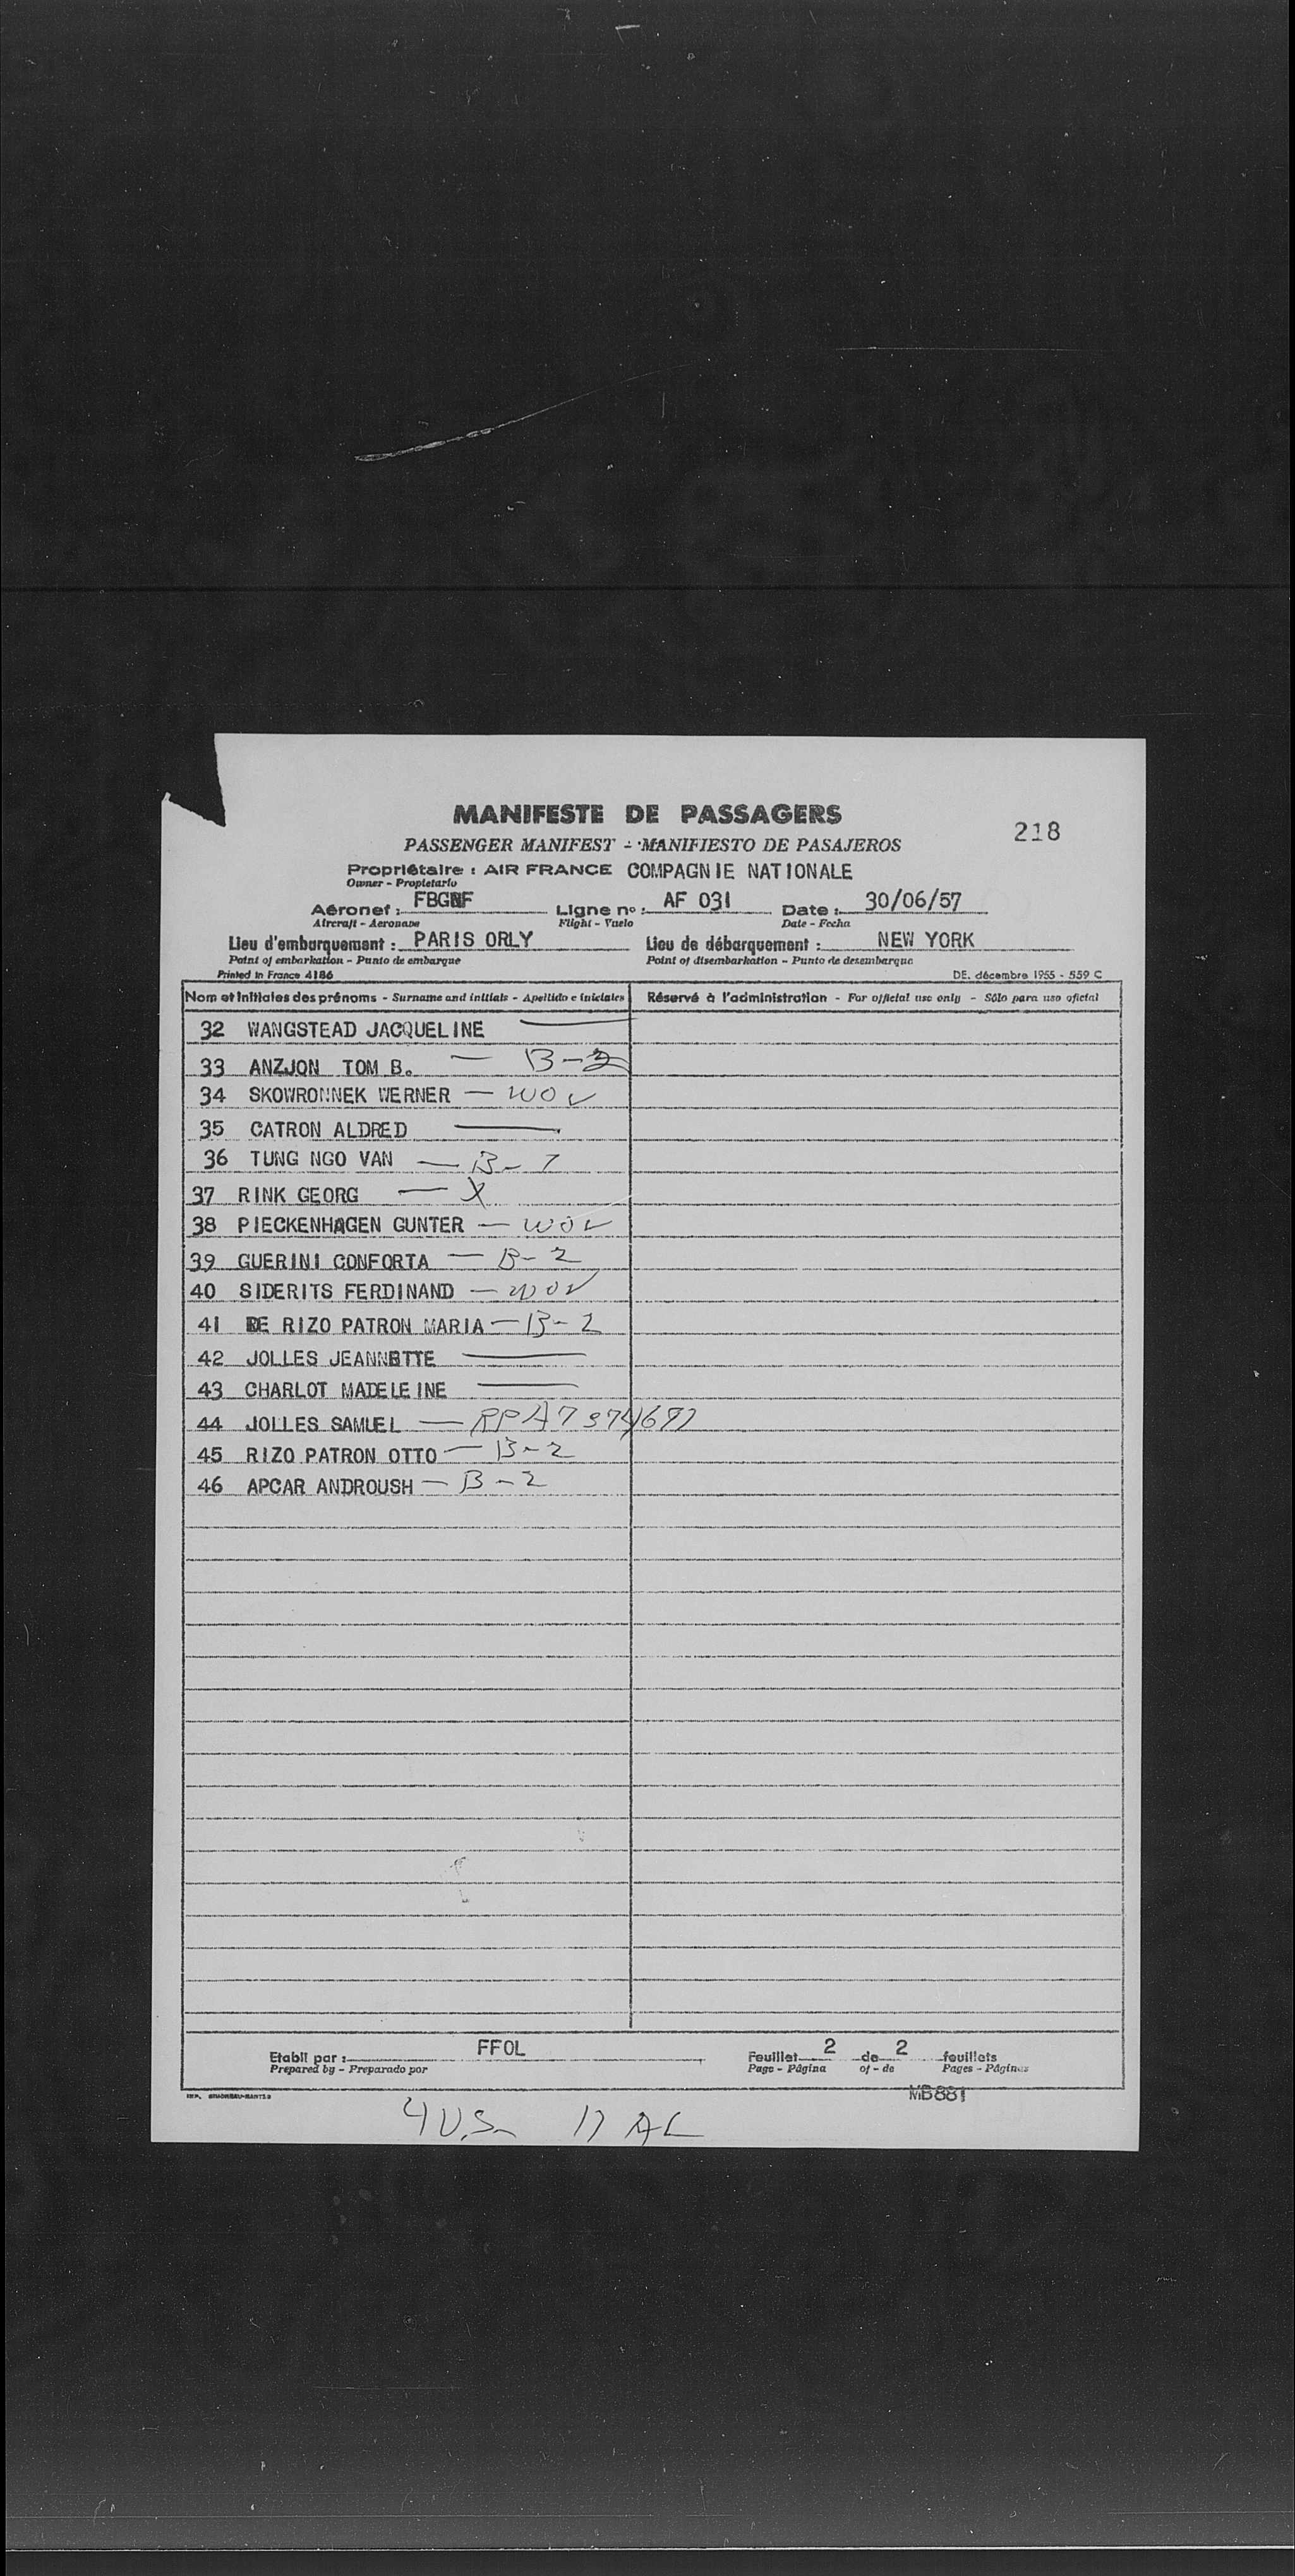 MANIFESTE DE PASSAGERS
218
PASSENGER MANIFEST - MANIFIESTO DE PASAJEROS
Propriétaire : AIR FRANCE COMPAGNIE NATIONALE
Owner - Propietario
Aéronef : FBGNF Ligne no : AF 031 Date : 30/06/57
Aircraft - Aeronave Flight - Vuelo Date - Fecha
Lieu d'embarquement : PARIS ORLY Lieu de débarquement : NEW YORK
Point of embarkation - Punto de embarque Point of disembarkation - Punto de desembarque
Printed in France 4186 DE. décembre 1955 - 559 C
Nom et initiales des prénoms - Surname and initials - Apellido e iniciales Réservé à l'administration - For official use only - Sólo para uso oficial
32 WANGSTEAD JACQUELINE —
33 ANZJON TOM B. — B-2
34 SKOWRONNEK WERNER — WOV
35 CATRON ALDRED —
36 TUNG NGO VAN — B-
37 RINK GEORG — X
38 PIECKENHAGEN GUNTER — WOV
39 GUERINI CONFORTA — B-2
40 SIDERITS FERDINAND — WOV
41 DE RIZO PATRON MARIA — B-2
42 JOLLES JEANNETTE —
43 CHARLOT MADELEINE —
44 JOLLES SAMUEL —
45 RIZO PATRON OTTO — B-2
46 APCAR ANDROUSH — B-2
Etabli par : FFOL Feuillet 2 de 2 feuillets
Prepared by - Preparado por Page - Página of - de Pages - Páginas
MB881
4 U.S. 11 AL